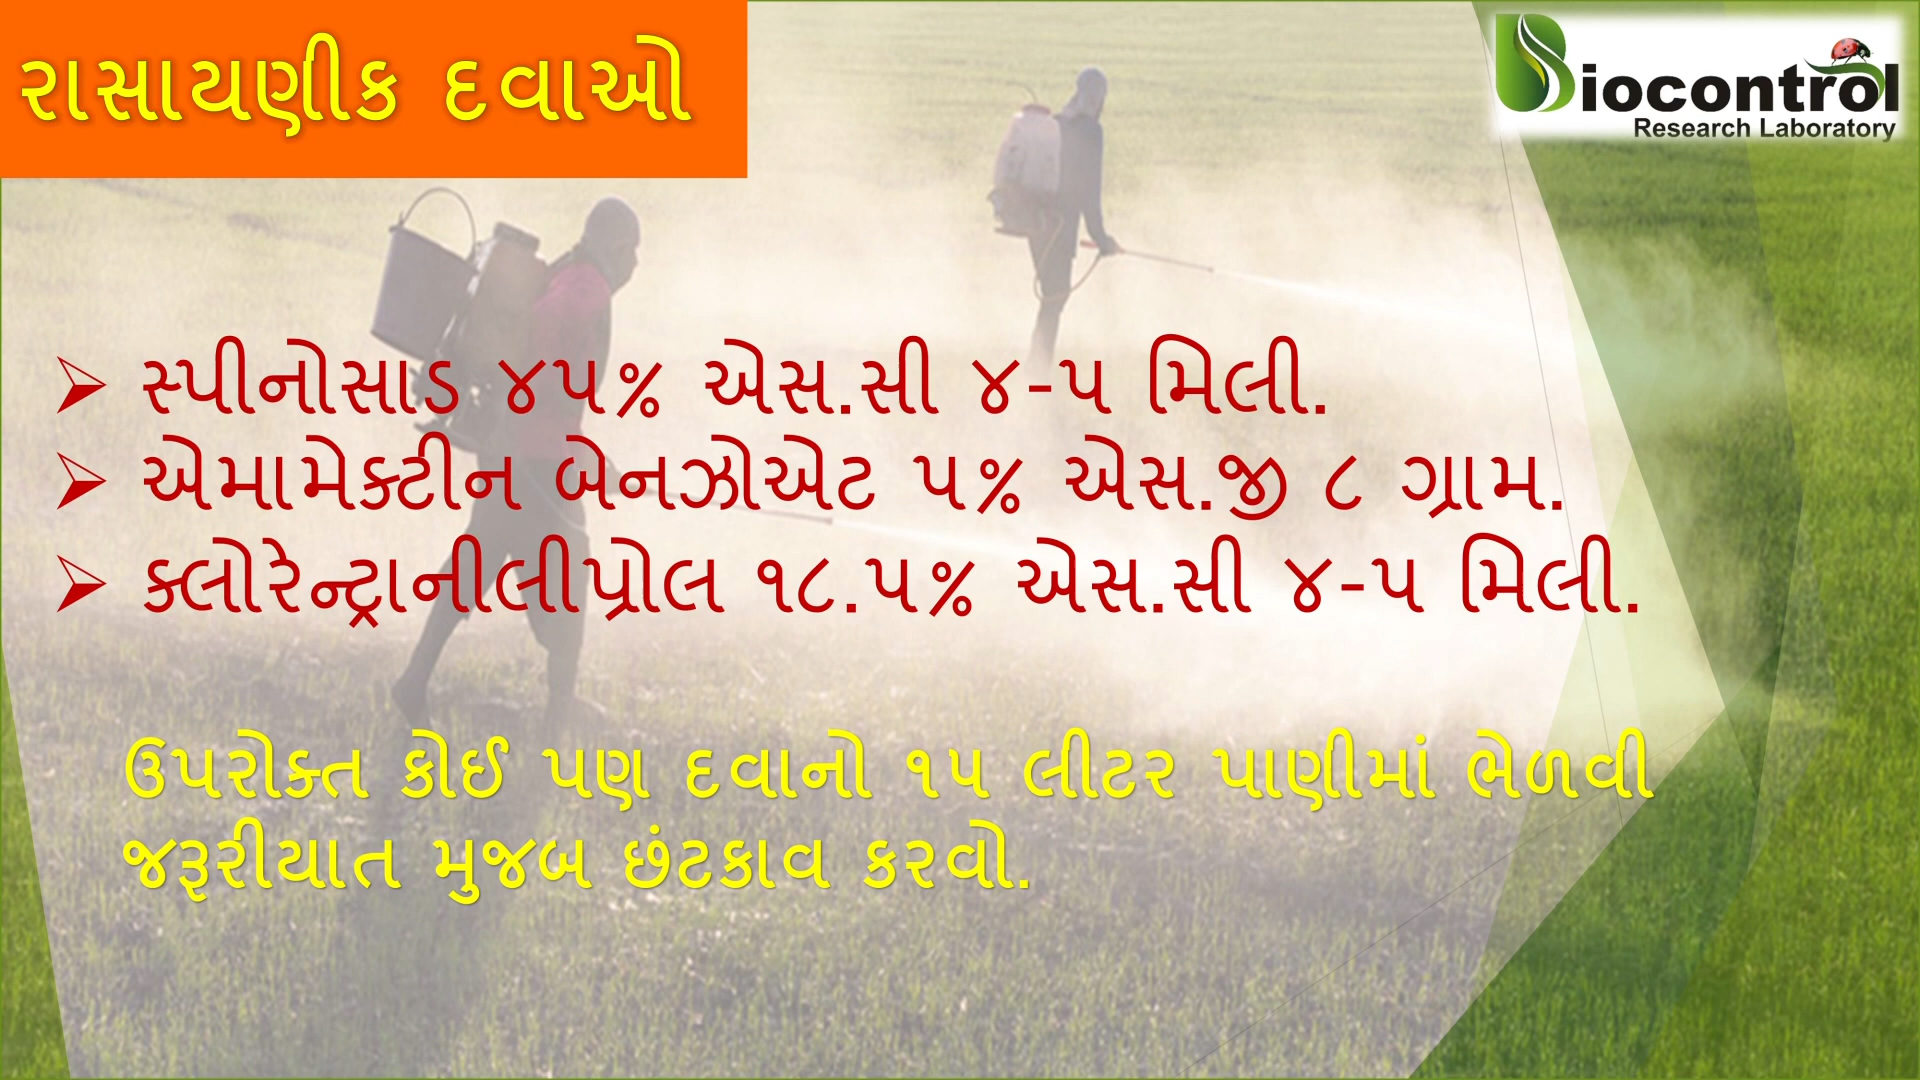 રાસાયણીક દવાઓ
Biocontrol
Research Laboratory
➢ સ્પીનોસાડ ૪૫% એસ.સી ૪-૫ મિલી.
➢ એમામેક્ટીન બેનઝોએટ ૫% એસ.જી ૮ ગ્રામ.
➢ ક્લોરેન્ટ્રાનીલીપ્રોલ ૧૮.૫% એસ.સી ૪-૫ મિલી.
ઉપરોક્ત કોઈ પણ દવાનો ૧૫ લીટર પાણીમાં ભેળવી
જરૂરીયાત મુજબ છંટકાવ કરવો.